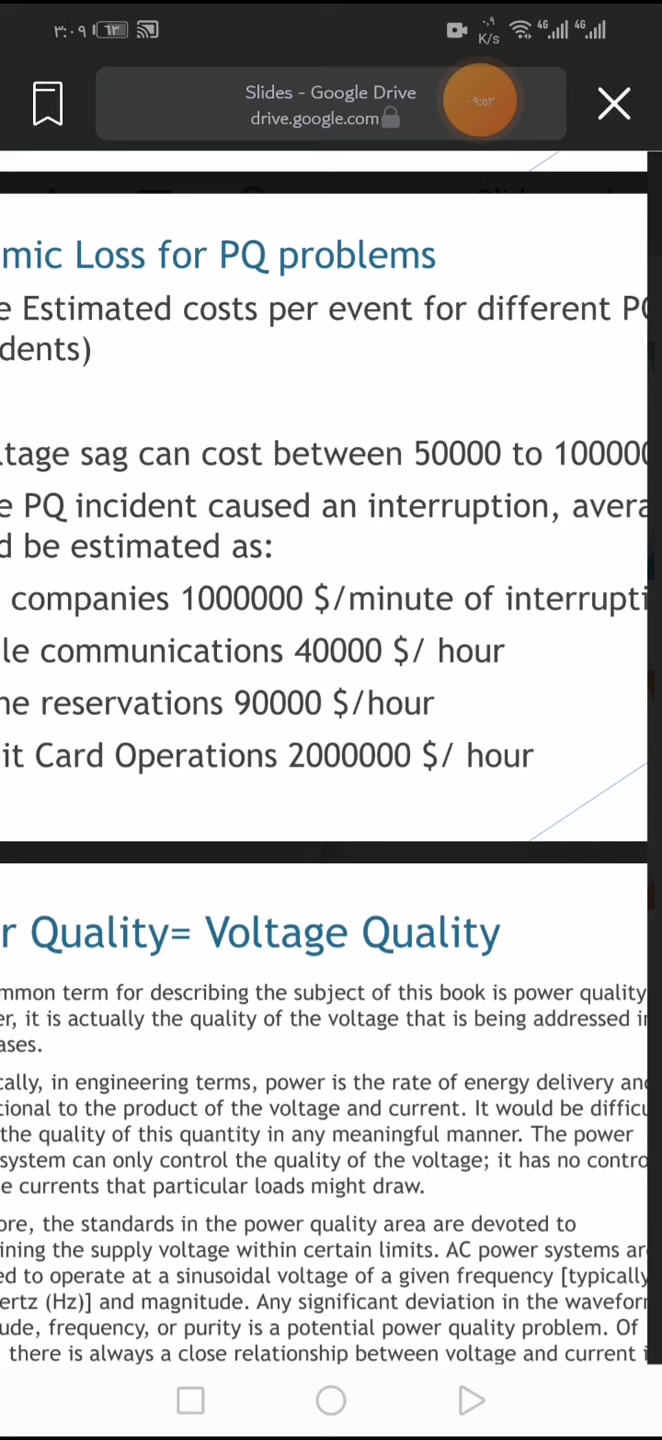 ٣:٠٩ ٦٣ ٠,٩ K/s 4G 4G
Slides - Google Drive
drive.google.com
٠٩:٥٣
mic Loss for PQ problems
e Estimated costs per event for different P
dents)
tage sag can cost between 50000 to 100000
e PQ incident caused an interruption, avera
d be estimated as:
companies 1000000 $/minute of interrupti
le communications 40000 $/ hour
ne reservations 90000 $/hour
it Card Operations 2000000 $/ hour
r Quality= Voltage Quality
mmon term for describing the subject of this book is power quality
er, it is actually the quality of the voltage that is being addressed i
ases.
cally, in engineering terms, power is the rate of energy delivery an
tional to the product of the voltage and current. It would be difficu
the quality of this quantity in any meaningful manner. The power
system can only control the quality of the voltage; it has no contro
e currents that particular loads might draw.
ore, the standards in the power quality area are devoted to
ining the supply voltage within certain limits. AC power systems ar
ed to operate at a sinusoidal voltage of a given frequency [typically
ertz (Hz)] and magnitude. Any significant deviation in the wavefor
ude, frequency, or purity is a potential power quality problem. Of
there is always a close relationship between voltage and current i